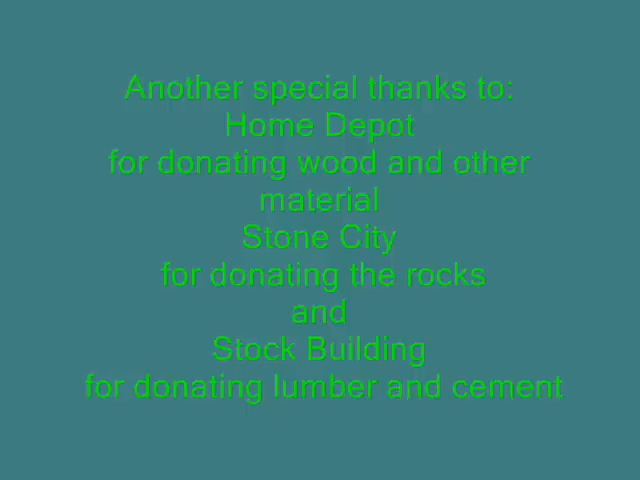 Another special thanks to:
Home Depot
for donating wood and other
material
Stone City
for donating the rocks
and
Stock Building
for donating lumber and cement